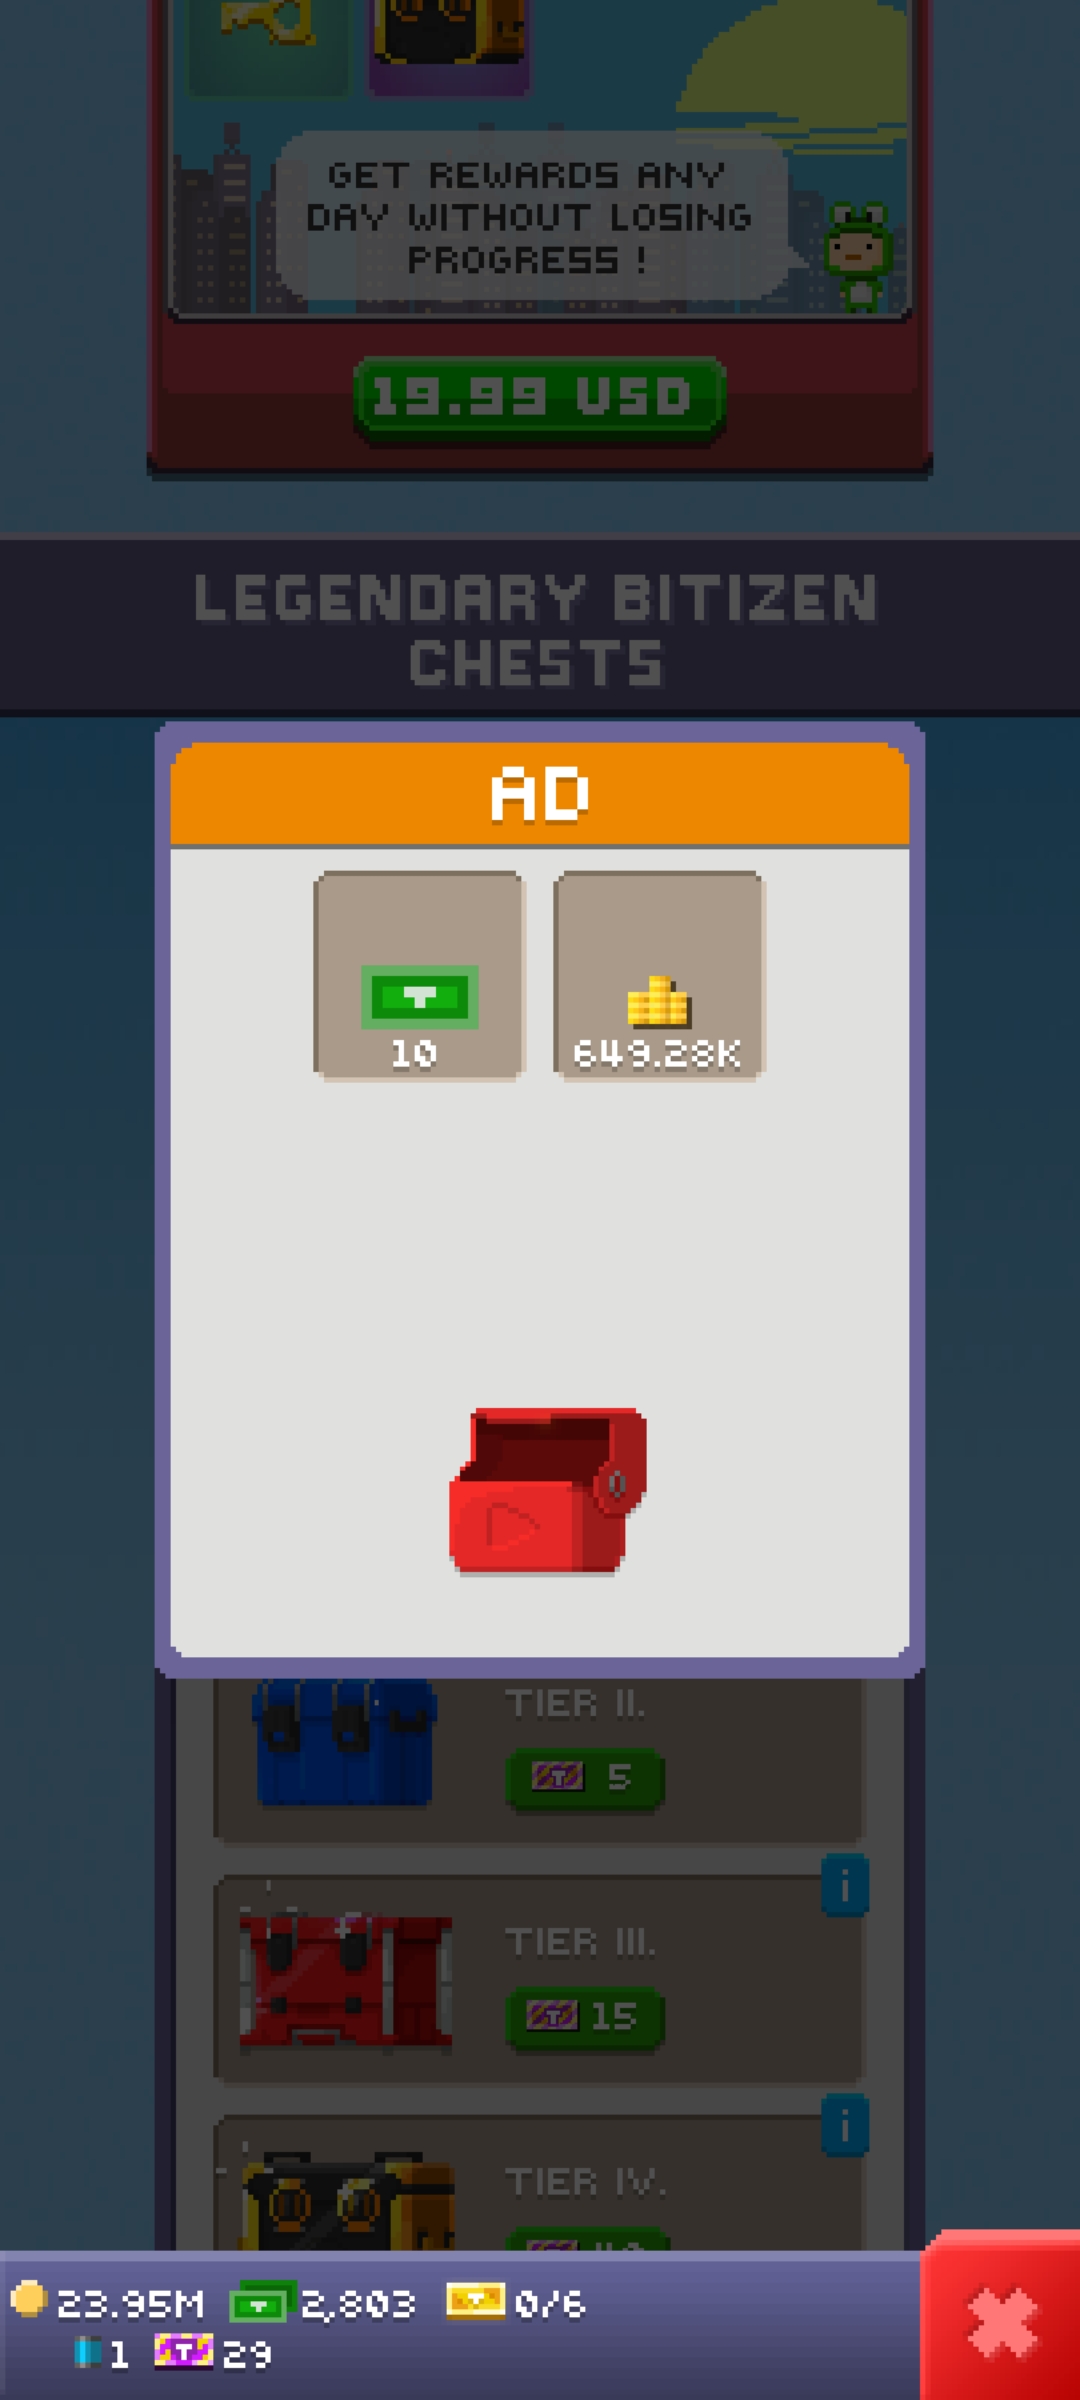 GET REWARDS ANY
DAY WITHOUT LOSING
PROGRESS !
19.99 USD
LEGENDARY BITIZEN
CHESTS
AD
10
649.28K
TIER II.
5
i
TIER III.
15
i
TIER IV.
23.95M 2,803 0/6
1 29